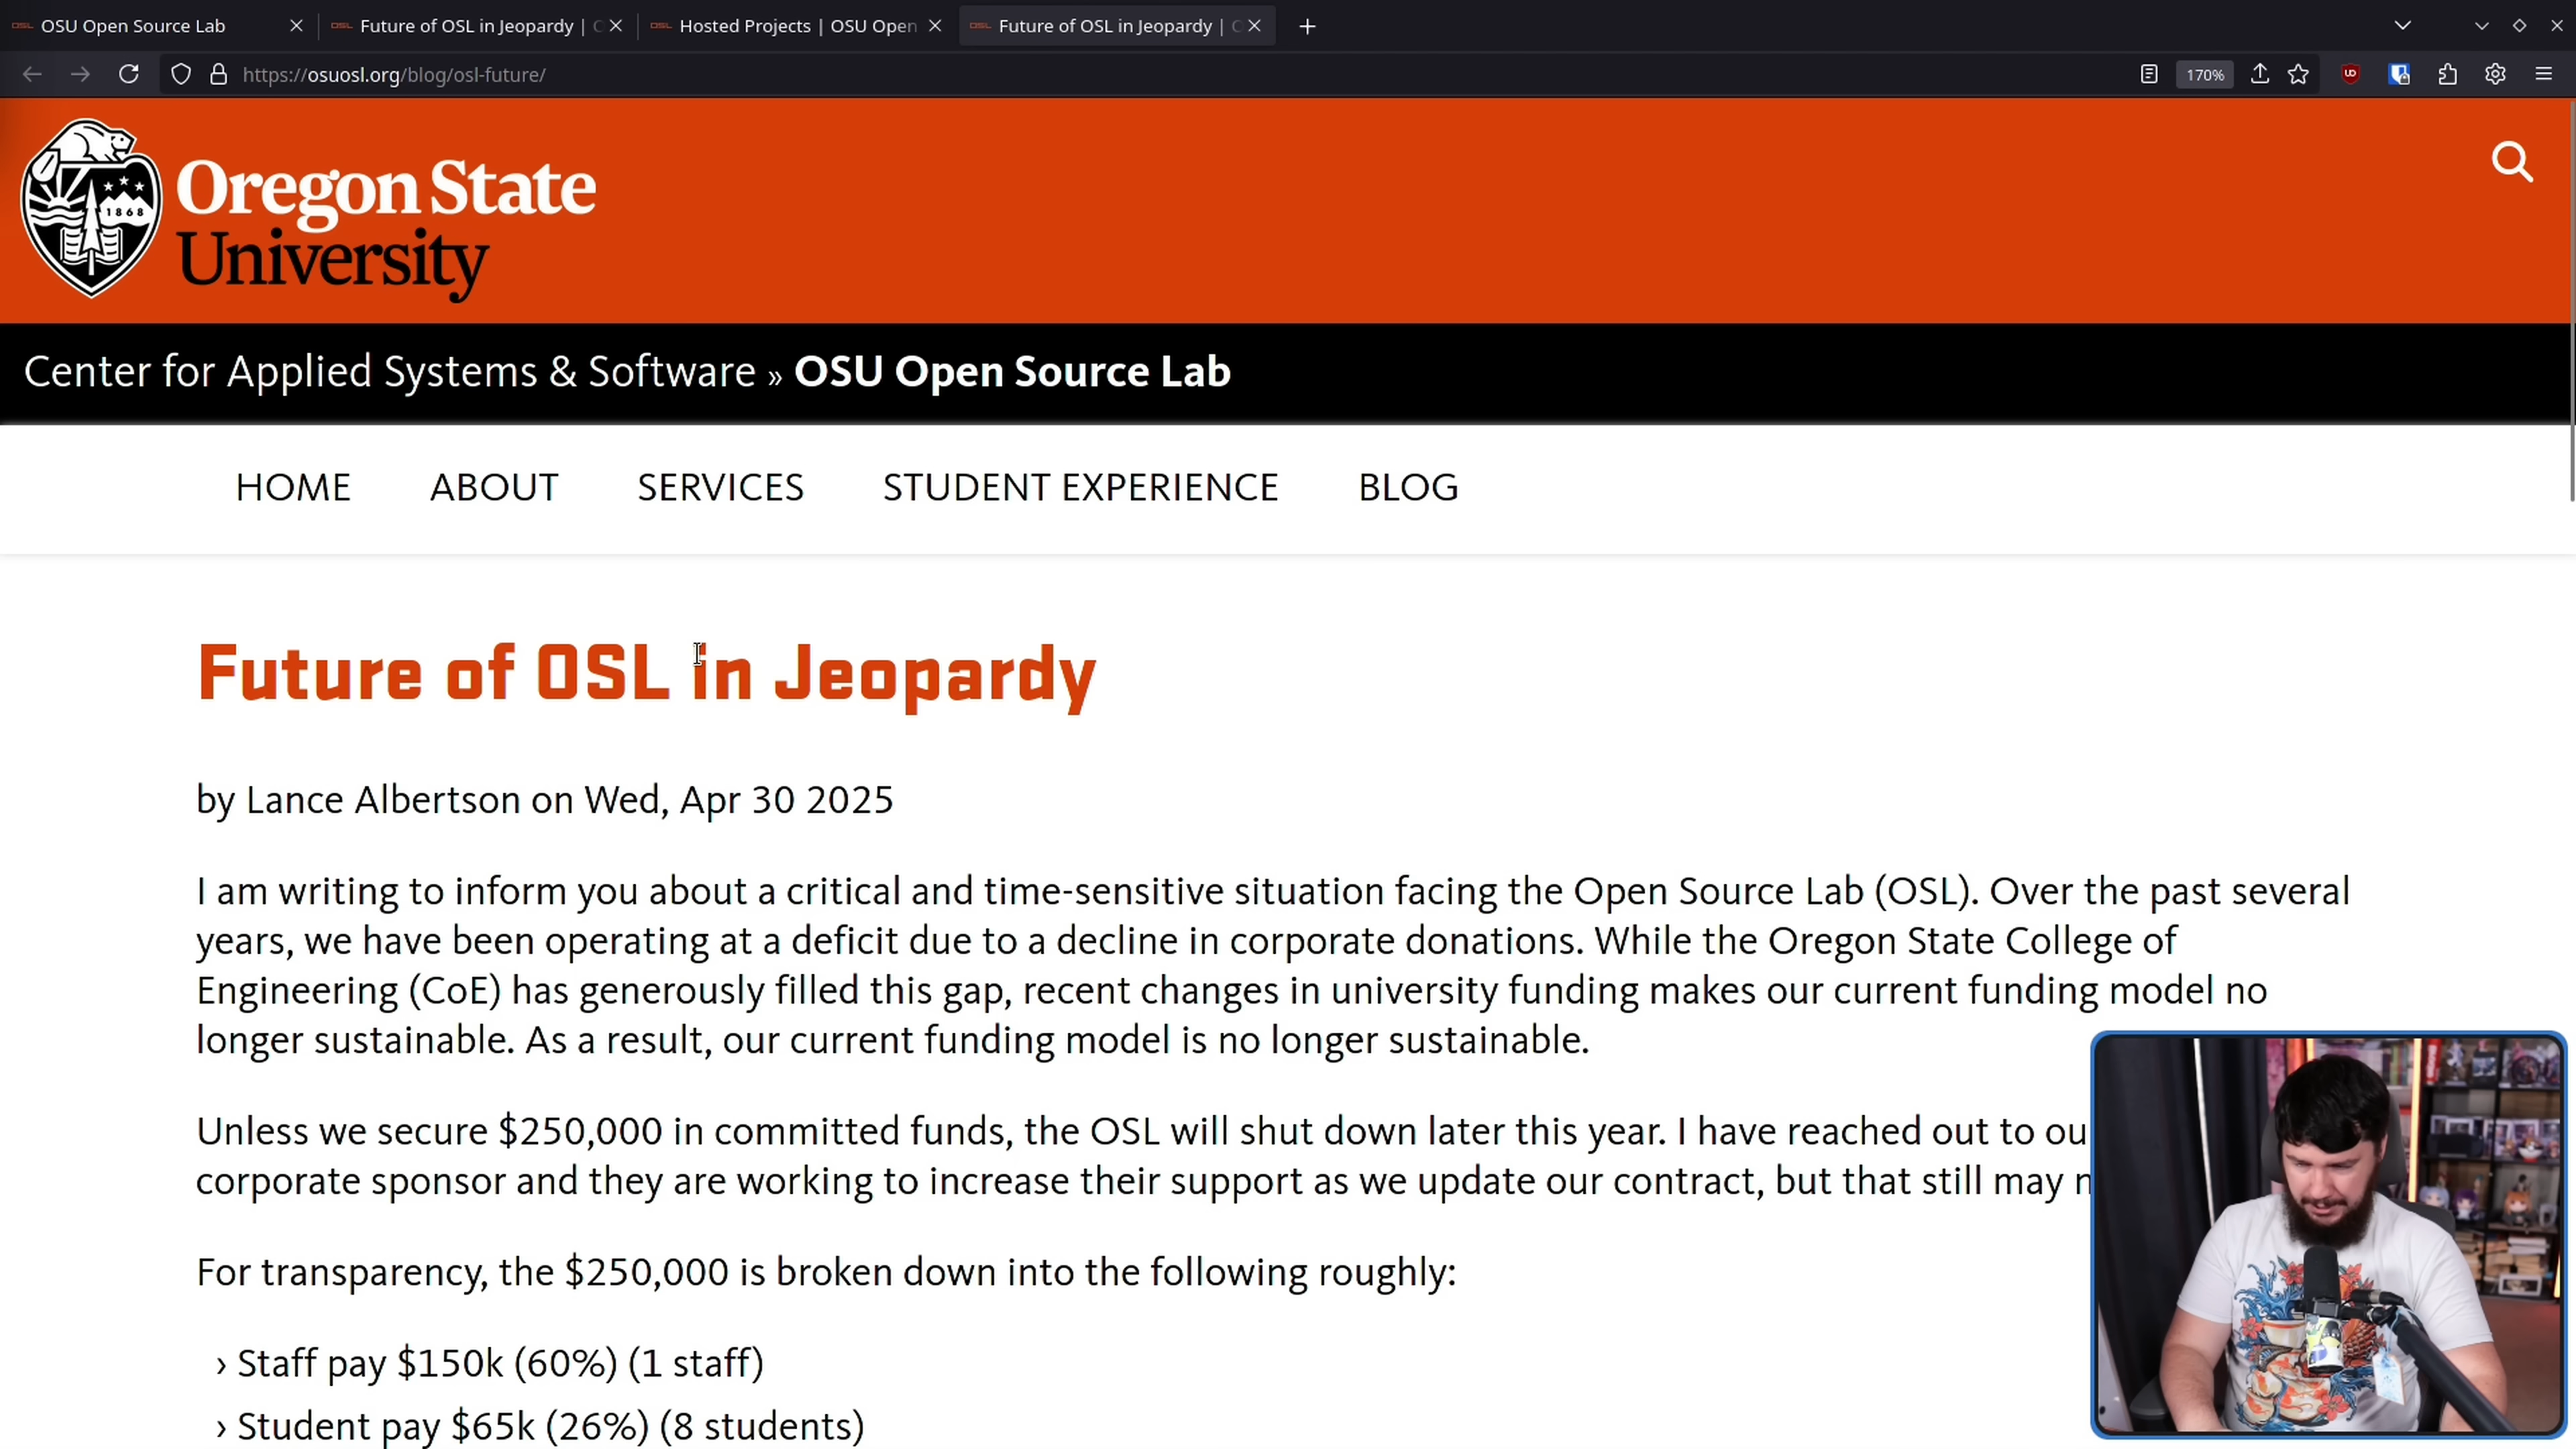 OSU Open Source Lab
Future of OSL in Jeopardy |
Hosted Projects | OSU Open
Future of OSL in Jeopardy |
https://osuosl.org/blog/osl-future/
170%
1868
Oregon State
University
Center for Applied Systems & Software » OSU Open Source Lab
HOME ABOUT SERVICES STUDENT EXPERIENCE BLOG
Future of OSL in Jeopardy
by Lance Albertson on Wed, Apr 30 2025
I am writing to inform you about a critical and time-sensitive situation facing the Open Source Lab (OSL). Over the past several
years, we have been operating at a deficit due to a decline in corporate donations. While the Oregon State College of
Engineering (CoE) has generously filled this gap, recent changes in university funding makes our current funding model no
longer sustainable. As a result, our current funding model is no longer sustainable.
Unless we secure $250,000 in committed funds, the OSL will shut down later this year. I have reached out to ou
corporate sponsor and they are working to increase their support as we update our contract, but that still may
For transparency, the $250,000 is broken down into the following roughly:
› Staff pay $150k (60%) (1 staff)
› Student pay $65k (26%) (8 students)